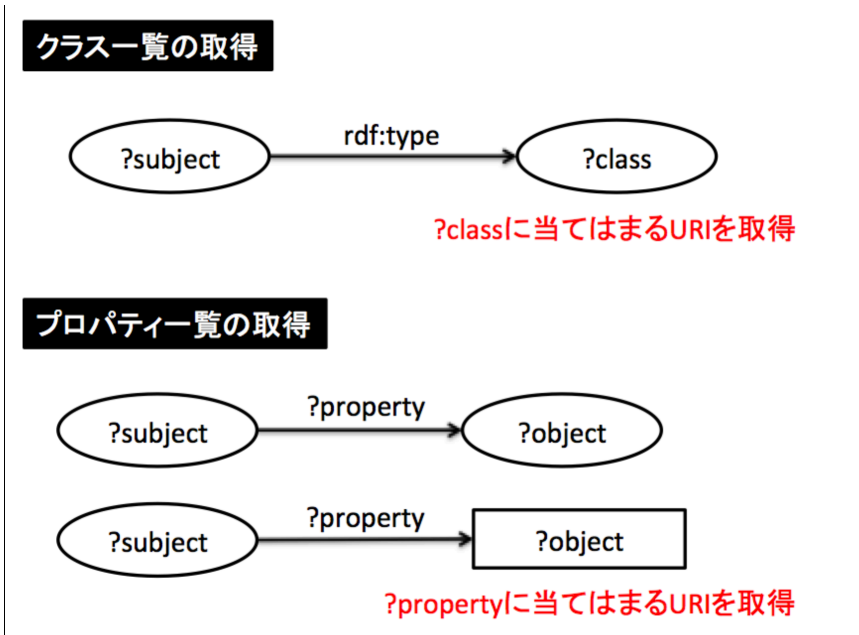 クラス一覧の取得
rdf:type
?subject
?class
?classに当てはまるURIを取得
プロパティ一覧の取得
?property
?subject
?object
?property
?subject
?object
?propertyに当てはまるURIを取得